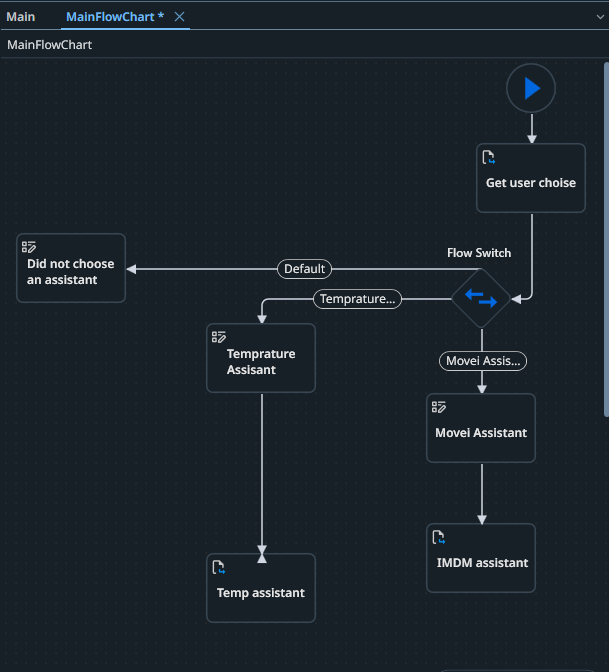 Main
MainFlowChart *
MainFlowChart
Get user choise
Flow Switch
Did not choose
an assistant
Default
Temprature...
Temprature
Assisant
Movei Assis...
Movei Assistant
IMDM assistant
Temp assistant